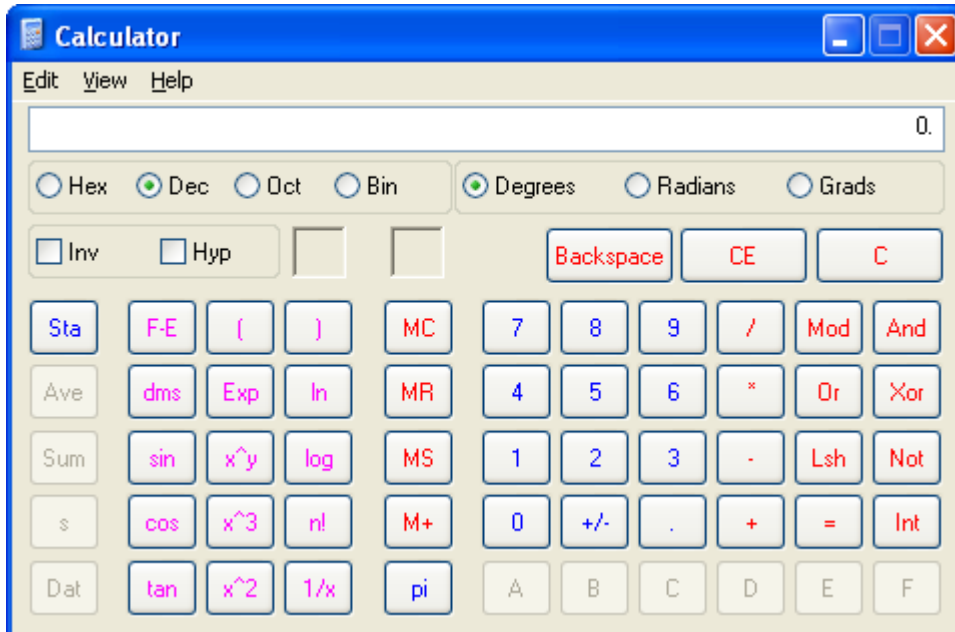 Calculator
Edit View Help
0.
Hex Dec Oct Bin Degrees Radians Grads
Inv Hyp Backspace CE C
Sta F-E ( ) MC 7 8 9 / Mod And
Ave dms Exp ln MR 4 5 6 * Or Xor
Sum sin x^y log MS 1 2 3 - Lsh Not
s cos x^3 n! M+ 0 +/- . + = Int
Dat tan x^2 1/x pi A B C D E F